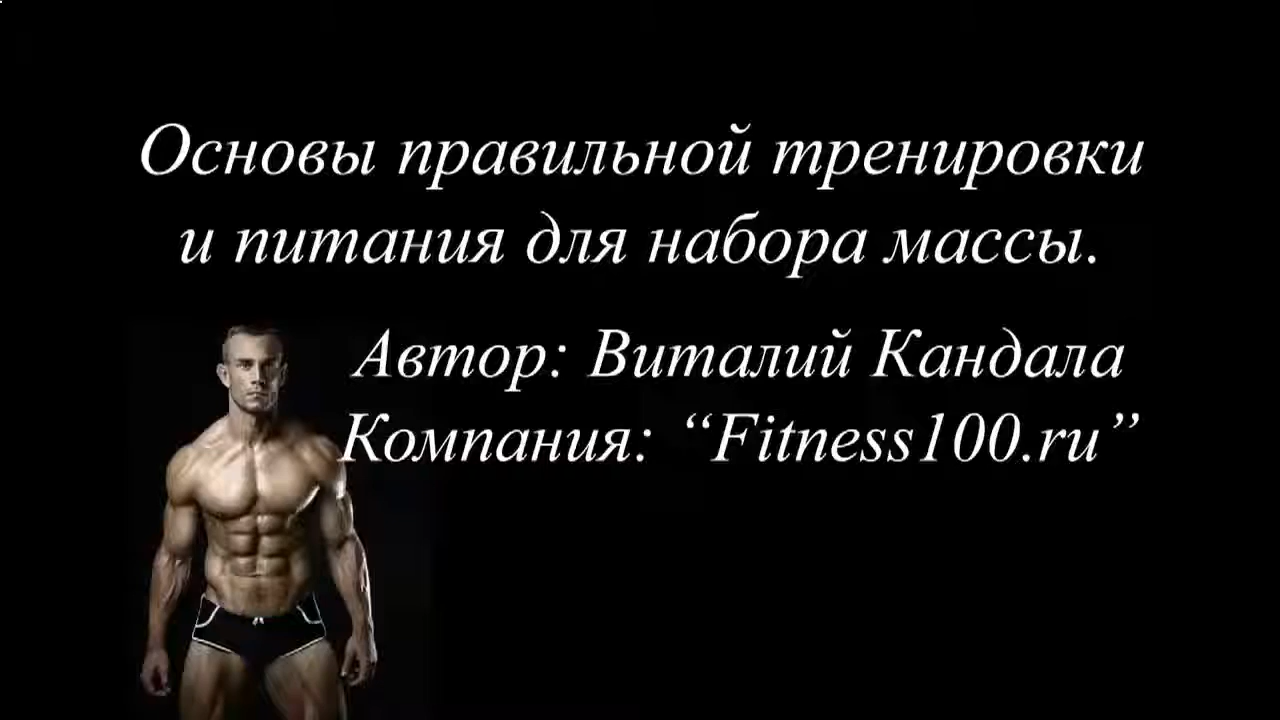 Основы правильной тренировки
и питания для набора массы.
Автор: Виталий Кандала
Компания: “Fitness100.ru”